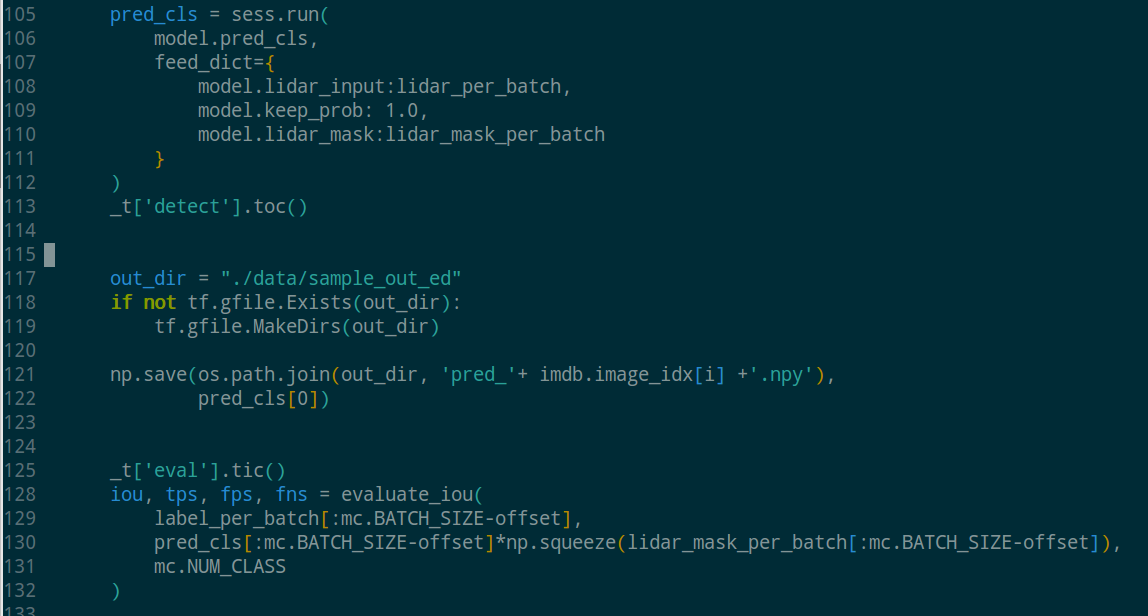 105 pred_cls = sess.run(
106 model.pred_cls,
107 feed_dict={
108 model.lidar_input:lidar_per_batch,
109 model.keep_prob: 1.0,
110 model.lidar_mask:lidar_mask_per_batch
111 }
112 )
113 _t['detect'].toc()
114
115
117 out_dir = "./data/sample_out_ed"
118 if not tf.gfile.Exists(out_dir):
119 tf.gfile.MakeDirs(out_dir)
120
121 np.save(os.path.join(out_dir, 'pred_'+ imdb.image_idx[i] +'.npy'),
122 pred_cls[0])
123
124
125 _t['eval'].tic()
128 iou, tps, fps, fns = evaluate_iou(
129 label_per_batch[:mc.BATCH_SIZE-offset],
130 pred_cls[:mc.BATCH_SIZE-offset]*np.squeeze(lidar_mask_per_batch[:mc.BATCH_SIZE-offset]),
131 mc.NUM_CLASS
132 )
133